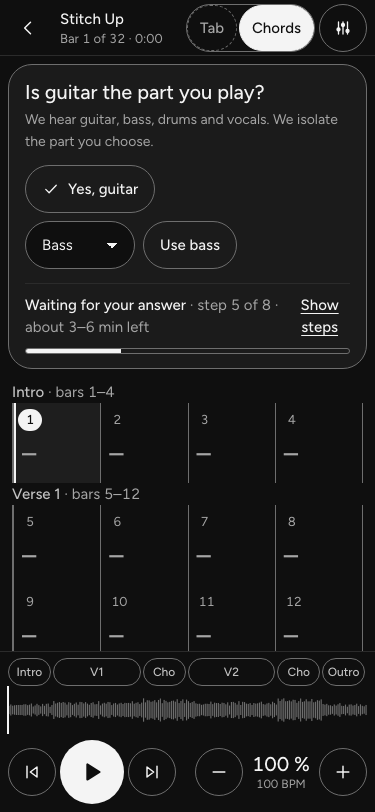 Stitch Up
Bar 1 of 32 · 0:00
Tab
Chords
Is guitar the part you play?
We hear guitar, bass, drums and vocals. We isolate
the part you choose.
Yes, guitar
Bass
Use bass
Waiting for your answer · step 5 of 8 ·
about 3–6 min left
Show
steps
Intro · bars 1–4
1 2 3 4
— — — —
Verse 1 · bars 5–12
5 6 7 8
— — — —
9 10 11 12
— — — —
Intro V1 Cho V2 Cho Outro
100 %
100 BPM